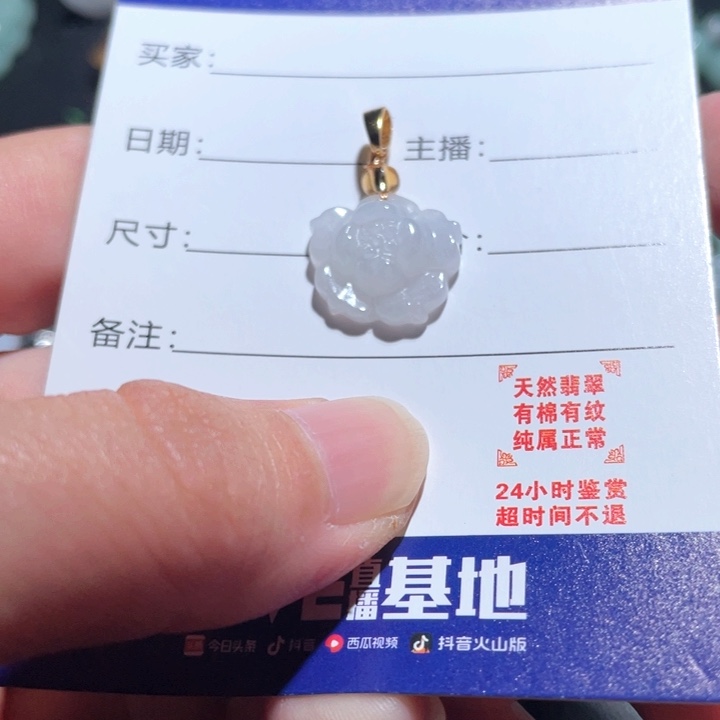 买家：
日期：
主播：
尺寸：
备注：
天然翡翠
有棉有纹
纯属正常
24小时鉴赏
超时间不退
直播
基地
今日头条 抖音 西瓜视频 抖音火山版